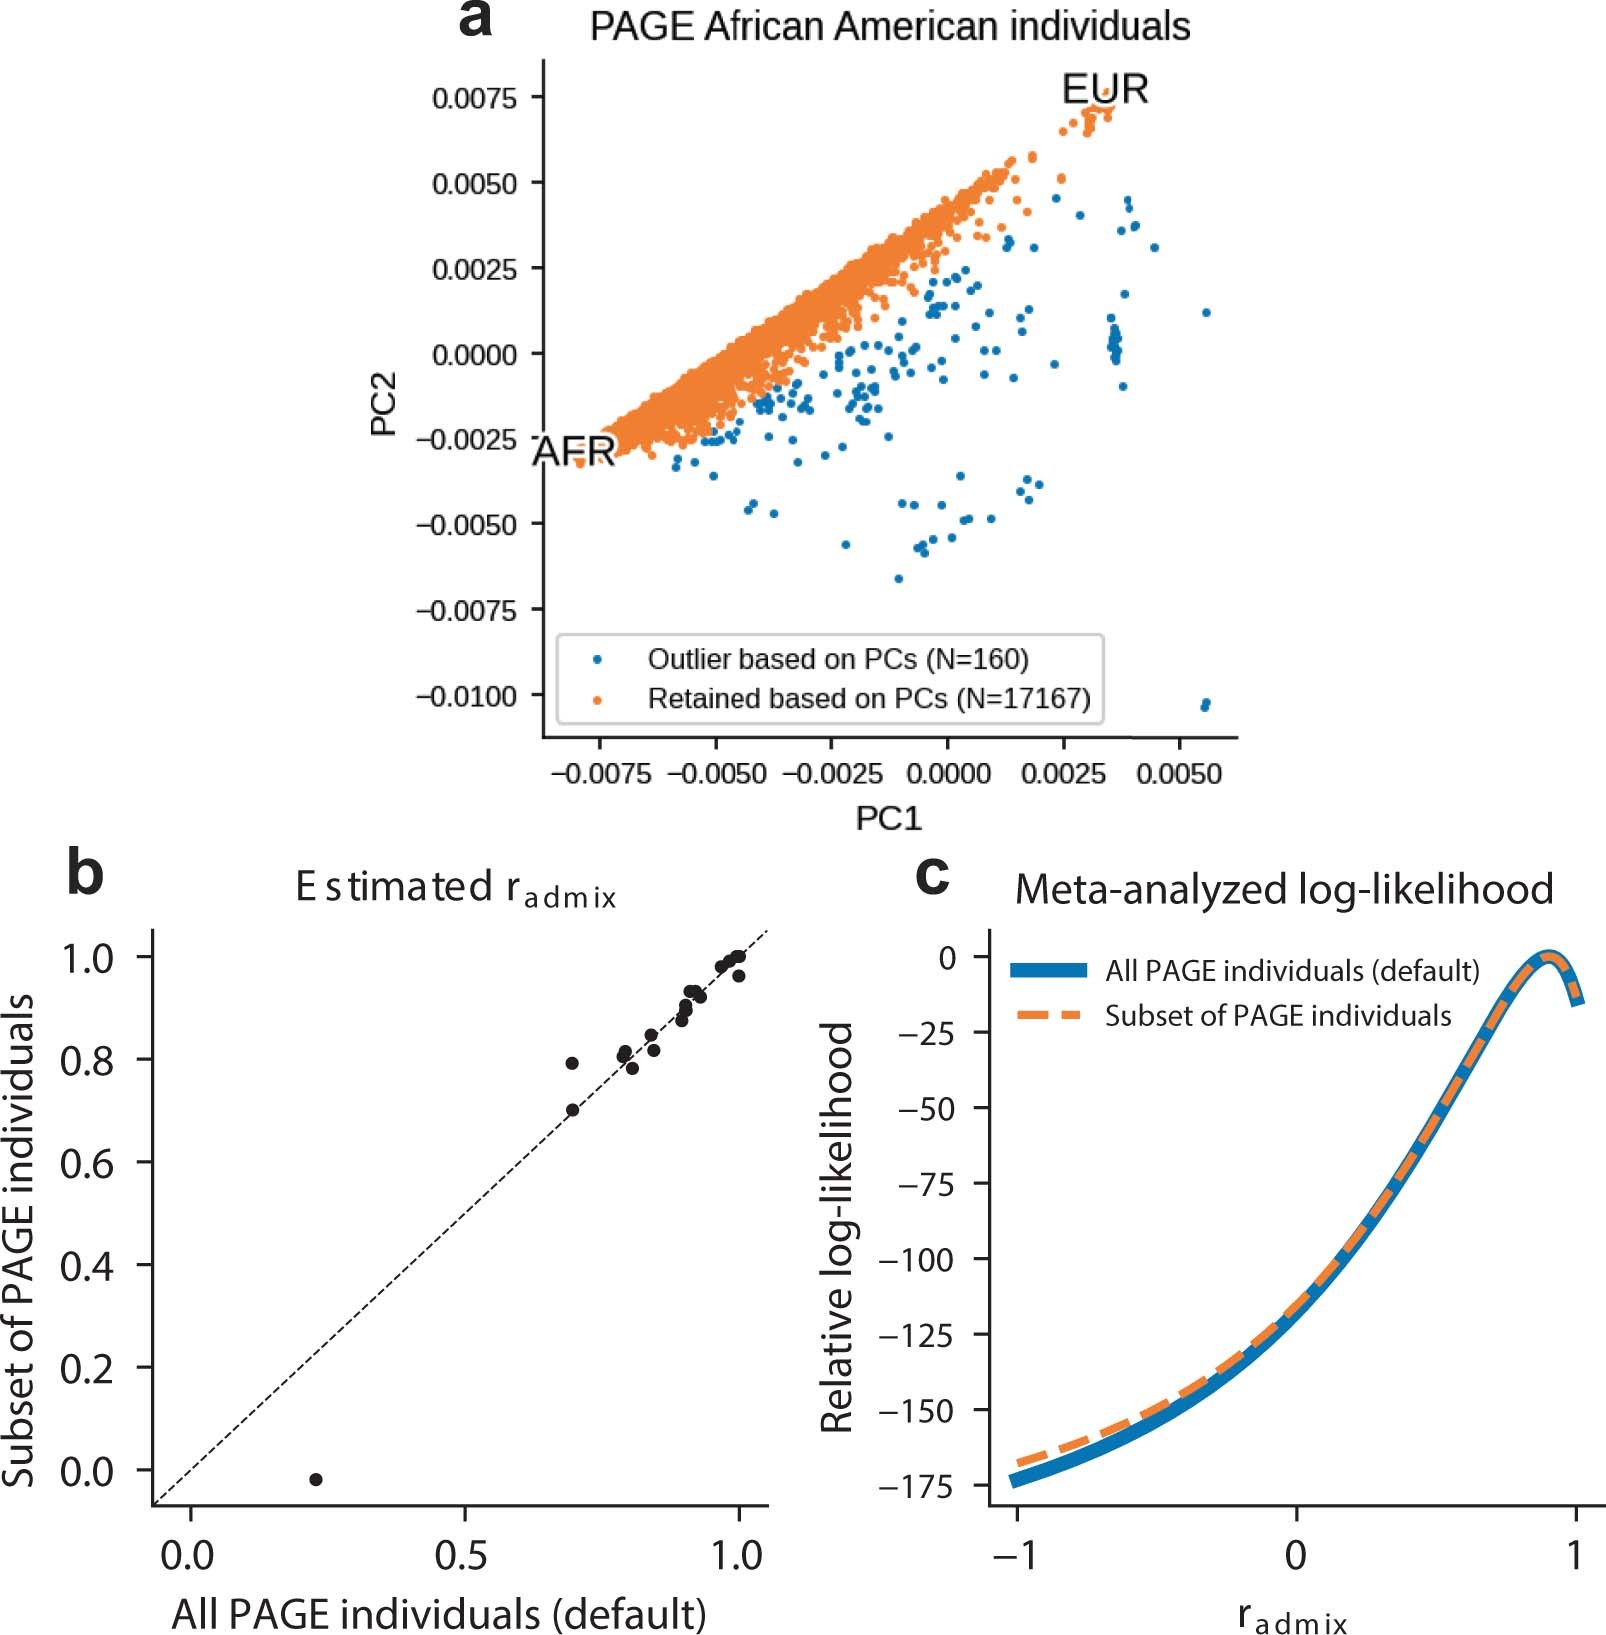 a
PAGE African American individuals
0.0075
0.0050
0.0025
0.0000
−0.0025
−0.0050
−0.0075
−0.0100
PC2
EUR
AFR
Outlier based on PCs (N=160)
Retained based on PCs (N=17167)
−0.0075 −0.0050 −0.0025 0.0000 0.0025 0.0050
PC1
b
Estimated radmix
1.0
0.8
0.6
0.4
0.2
0.0
Subset of PAGE individuals
0.0 0.5 1.0
All PAGE individuals (default)
c
Meta-analyzed log-likelihood
0
−25
−50
−75
−100
−125
−150
−175
Relative log-likelihood
All PAGE individuals (default)
Subset of PAGE individuals
−1 0 1
radmix